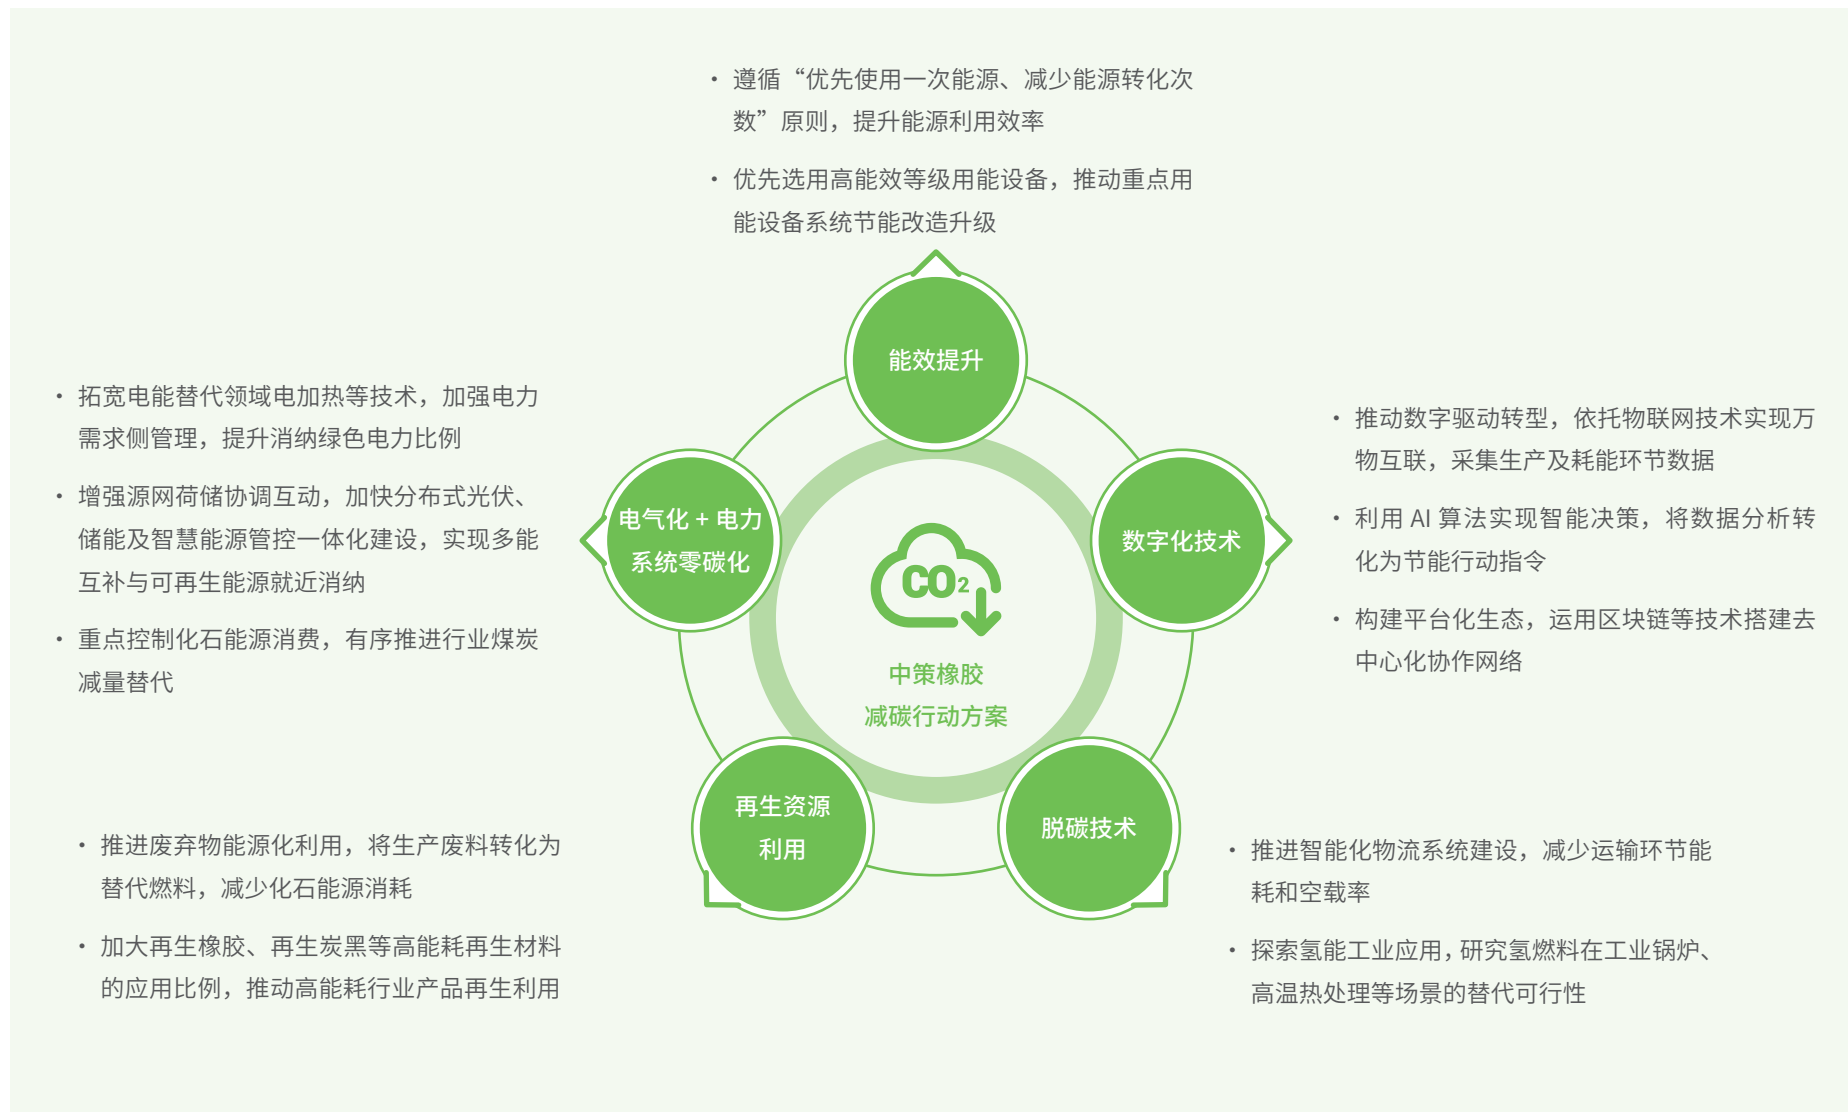 • 遵循“优先使用一次能源、减少能源转化次
数”原则，提升能源利用效率
• 优先选用高能效等级用能设备，推动重点用
能设备系统节能改造升级
能效提升
• 拓宽电能替代领域电加热等技术，加强电力
需求侧管理，提升消纳绿色电力比例
• 增强源网荷储协调互动，加快分布式光伏、
储能及智慧能源管控一体化建设，实现多能
互补与可再生能源就近消纳
• 重点控制化石能源消费，有序推进行业煤炭
减量替代
电气化 + 电力
系统零碳化
CO₂
中策橡胶
减碳行动方案
数字化技术
• 推动数字驱动转型，依托物联网技术实现万
物互联，采集生产及耗能环节数据
• 利用 AI 算法实现智能决策，将数据分析转
化为节能行动指令
• 构建平台化生态，运用区块链等技术搭建去
中心化协作网络
再生资源
利用
• 推进废弃物能源化利用，将生产废料转化为
替代燃料，减少化石能源消耗
• 加大再生橡胶、再生炭黑等高能耗再生材料
的应用比例，推动高能耗行业产品再生利用
脱碳技术
• 推进智能化物流系统建设，减少运输环节能
耗和空载率
• 探索氢能工业应用，研究氢燃料在工业锅炉、
高温热处理等场景的替代可行性